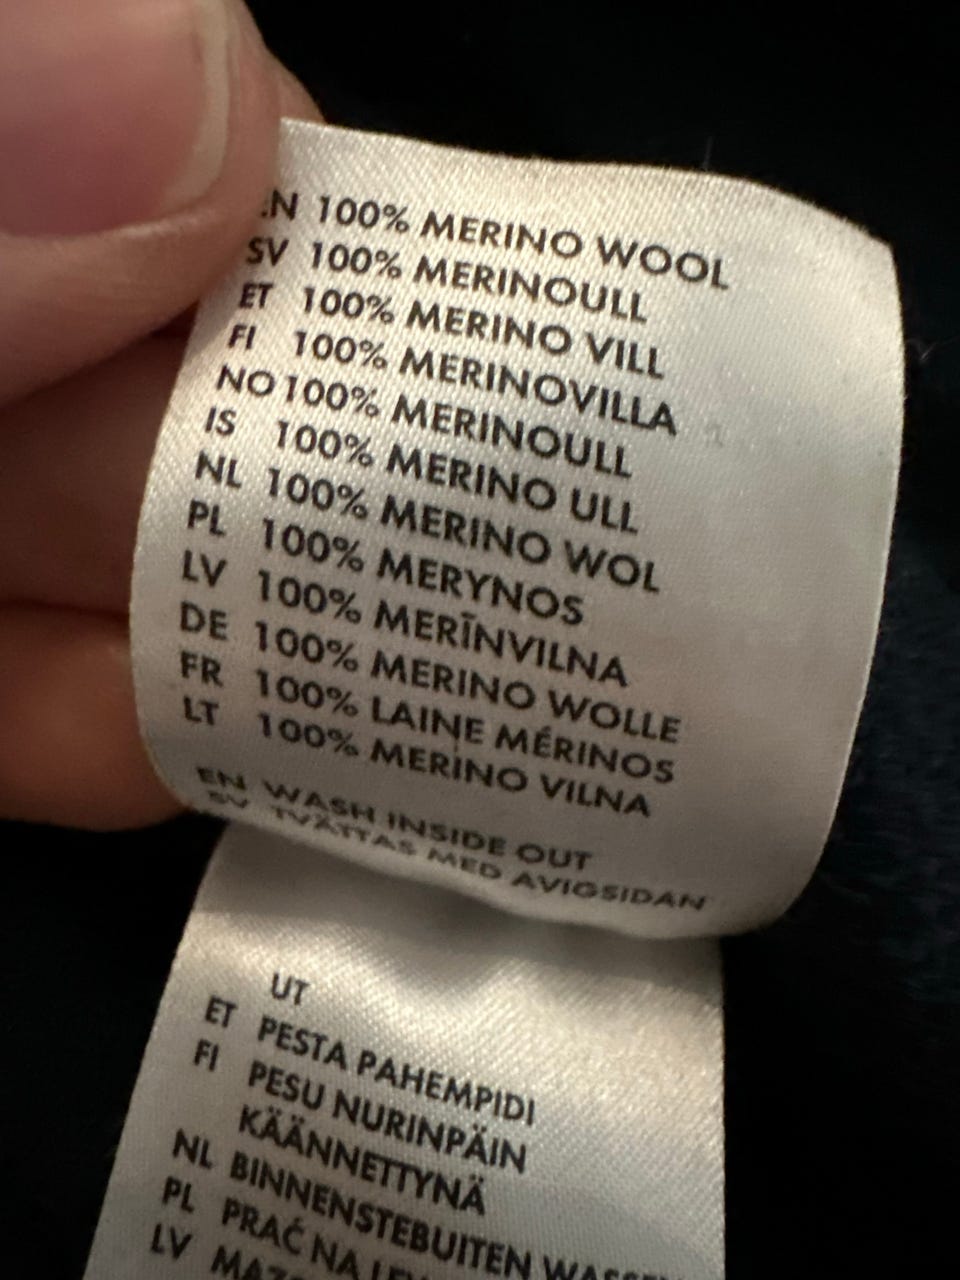 EN 100% MERINO WOOL
SV 100% MERINOULL
ET 100% MERINO VILL
FI 100% MERINOVILLA
NO 100% MERINOULL
IS 100% MERINO ULL
NL 100% MERINO WOL
PL 100% MERYNOS
LV 100% MERĪNVILNA
DE 100% MERINO WOLLE
FR 100% LAINE MÉRINOS
LT 100% MERINO VILNA
EN WASH INSIDE OUT
SV TVÄTTAS MED AVIGSIDAN
UT
ET PESTA PAHEMPIDI
FI PESU NURINPÄIN
KÄÄNNETTYNÄ
NL BINNENSTEBUITEN
PL PRAĆ NA
LV